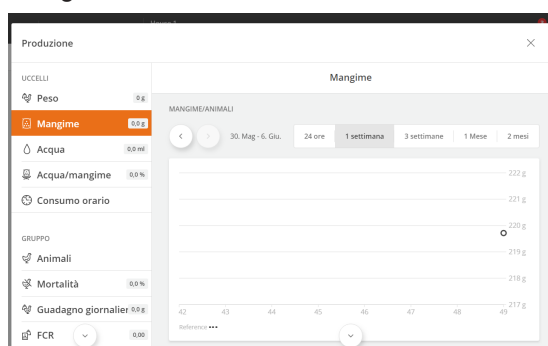 Produzione
UCCELLI
Peso 0 g
Mangime 0,0 g
Acqua 0,0 ml
Acqua/mangime 0,0 %
Consumo orario
GRUPPO
Animali
Mortalità 0,0 %
Guadagno giornalier 0,0 g
FCR 0,00
Mangime
MANGIME/ANIMALI
30. Mag - 6. Giu.
24 ore
1 settimana
3 settimane
1 Mese
2 mesi
222 g
221 g
220 g
219 g
218 g
217 g
42 43 44 45 46 47 48 49
Reference